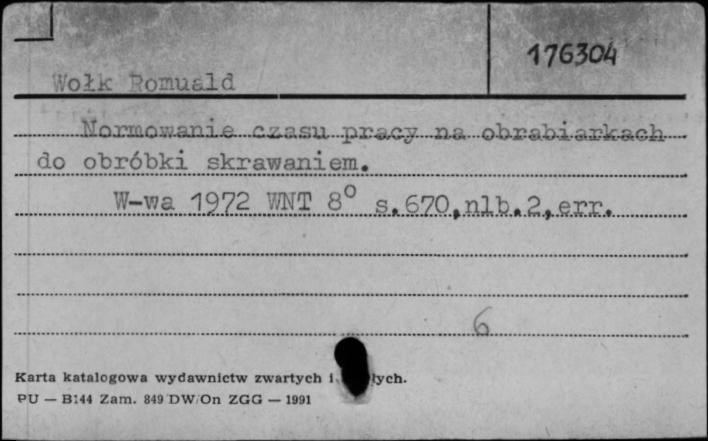 176304
Wołk Romuald
Normowanie czasu pracy na obrabiarkach
do obróbki skrawaniem.
W-wa 1972 WNT 8° s.670,nlb.2,err.
6
Karta katalogowa wydawnictw zwartych i
PU — B144 Zam. 849 DW/On ZGG — 1991